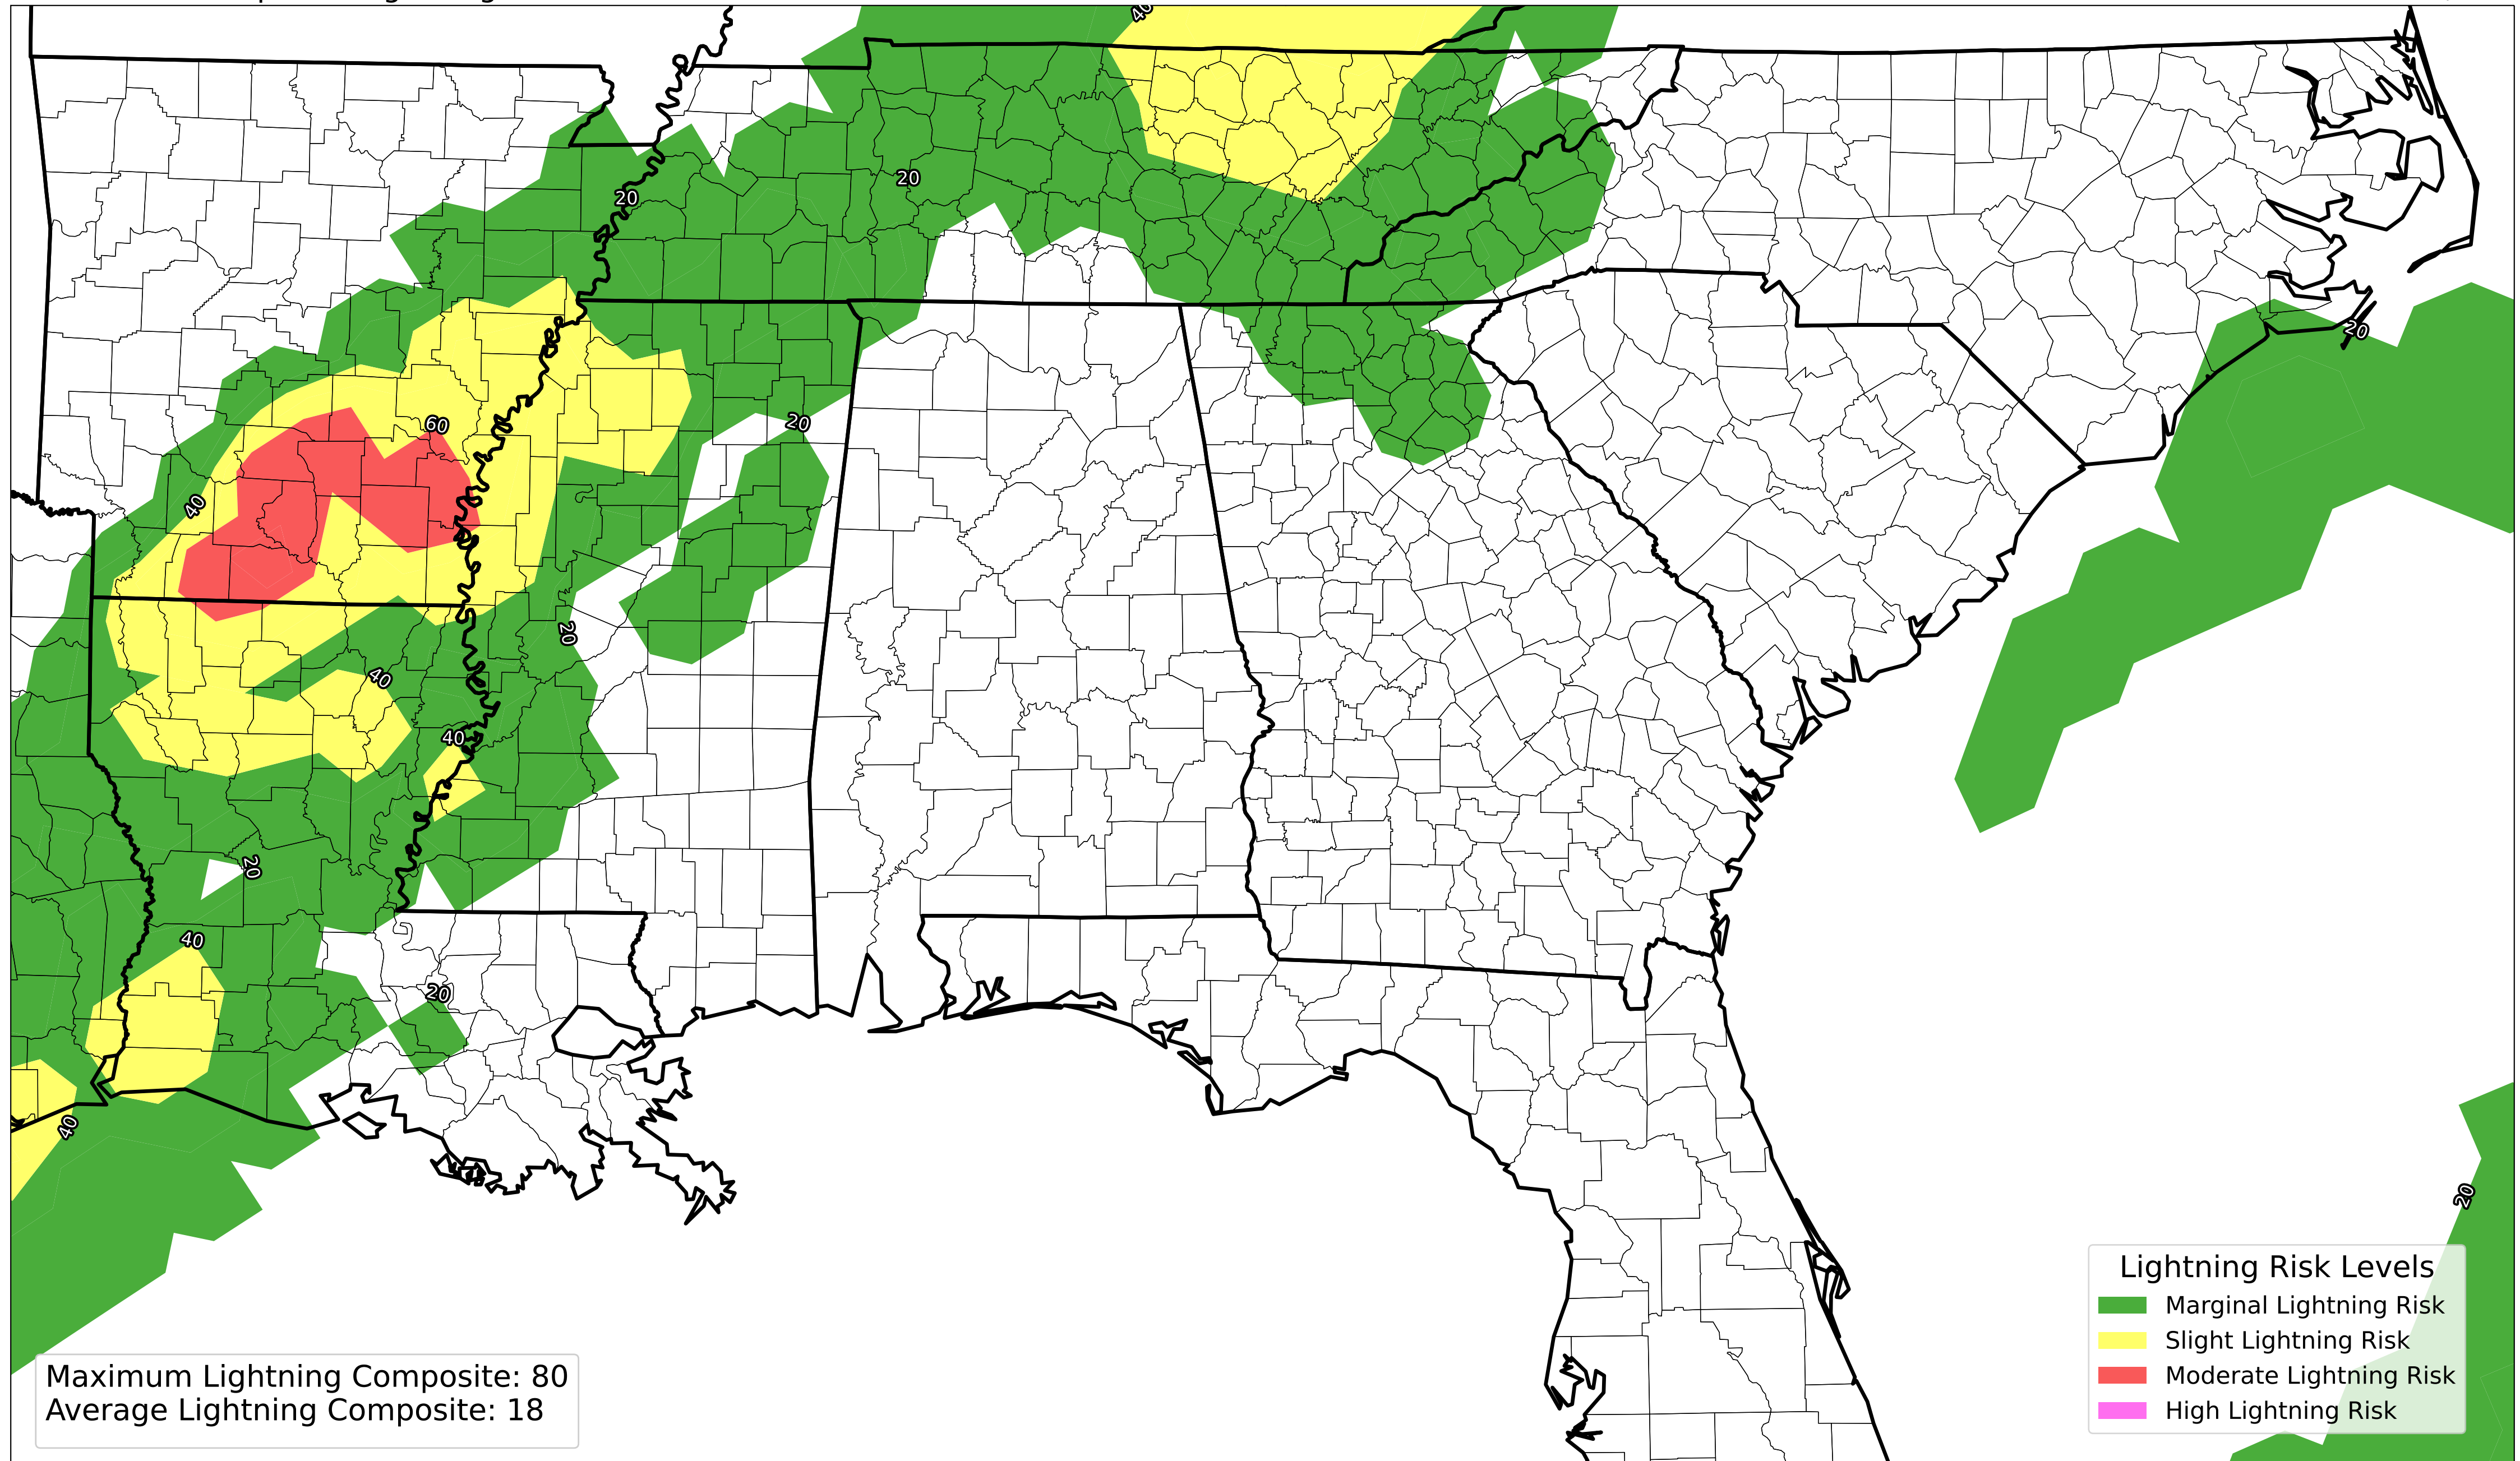 40
20
20
20
20
60
40
20
40
40
20
40
20
40
20
Lightning Risk Levels
Marginal Lightning Risk
Slight Lightning Risk
Moderate Lightning Risk
High Lightning Risk
Maximum Lightning Composite: 80
Average Lightning Composite: 18